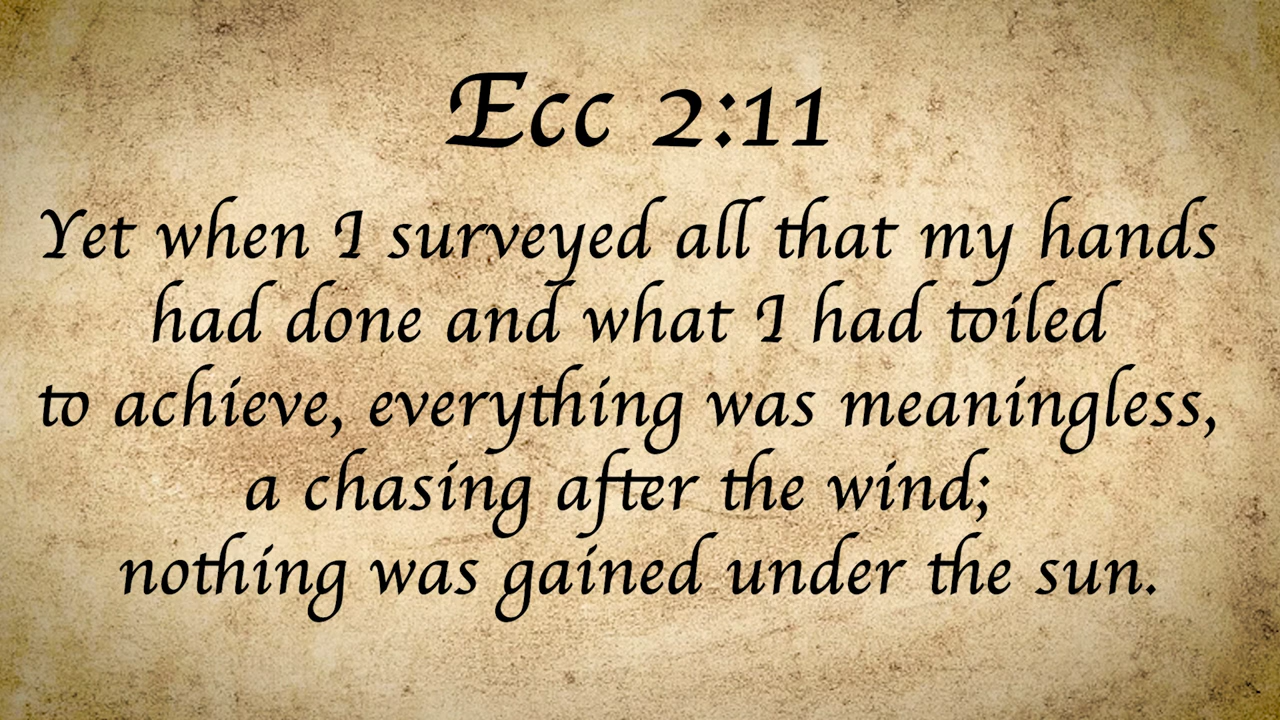 Ecc 2:11
Yet when I surveyed all that my hands
had done and what I had toiled
to achieve, everything was meaningless,
a chasing after the wind;
nothing was gained under the sun.